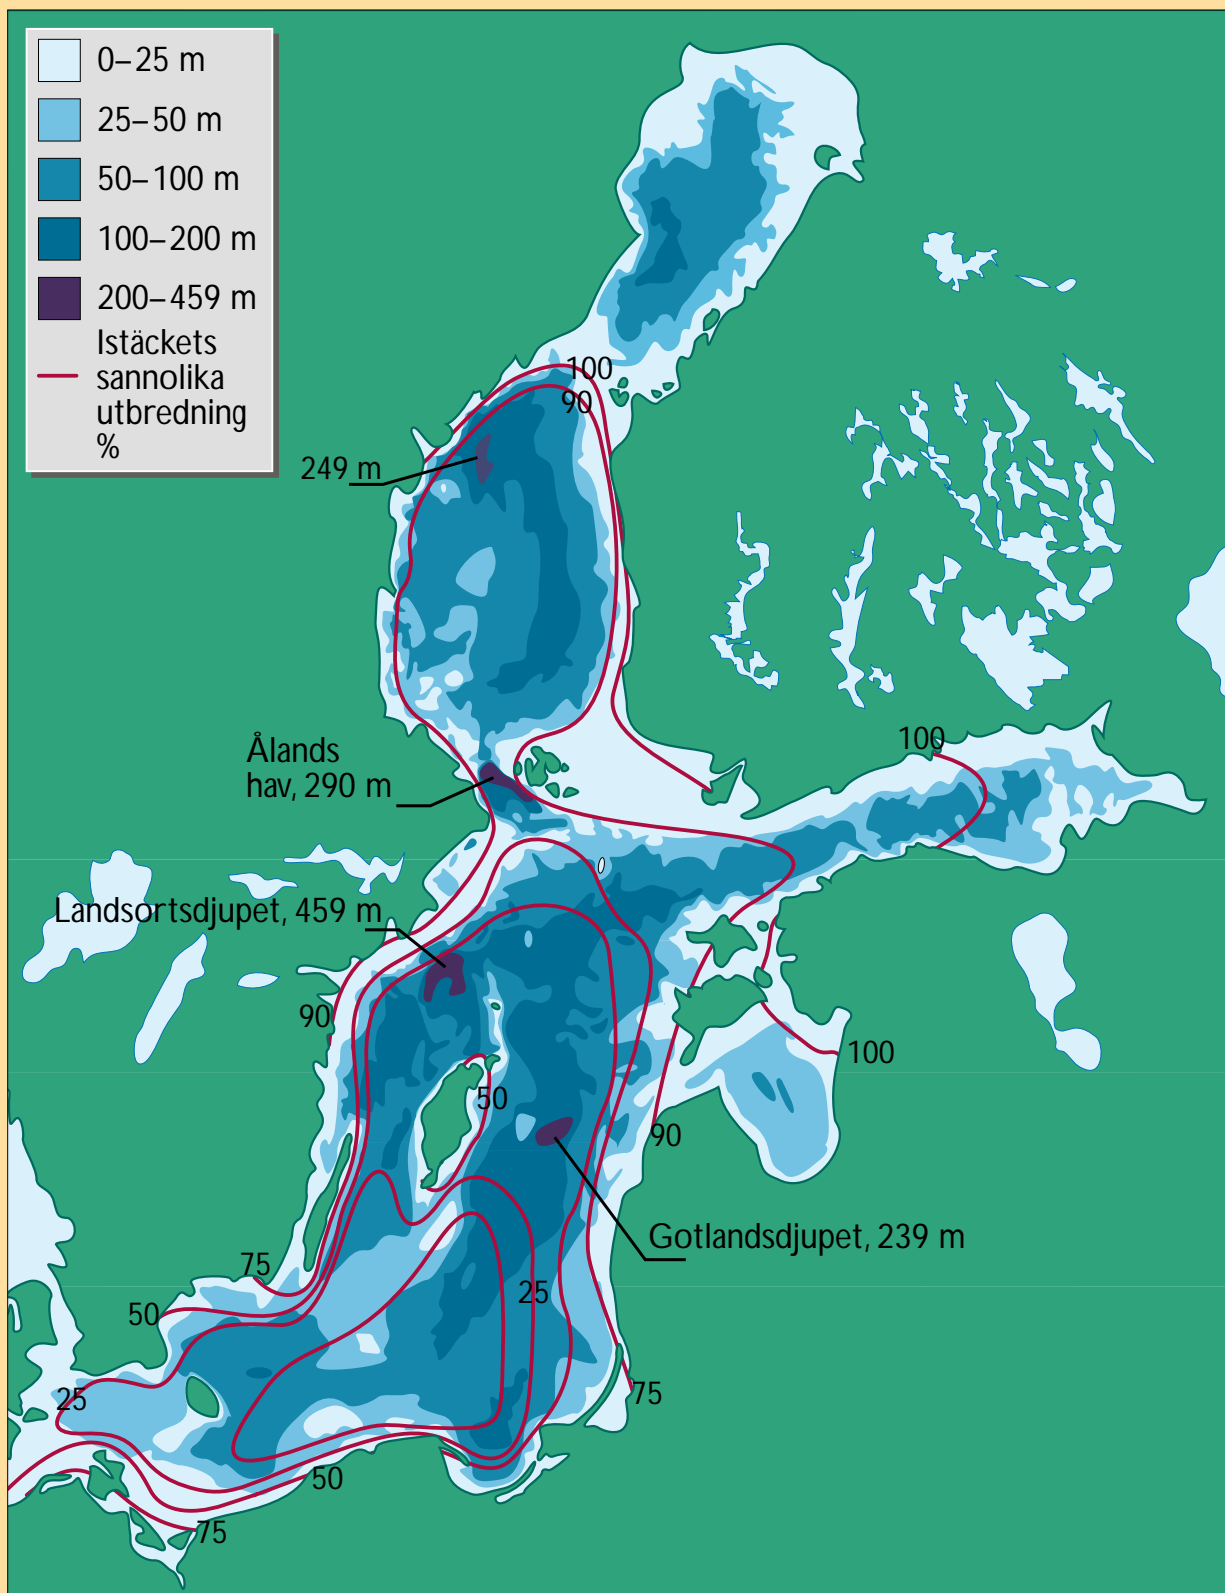 0–25 m
25–50 m
50–100 m
100–200 m
200–459 m
Istäckets
sannolika
utbredning
%
100
90
249 m
Ålands
hav, 290 m
100
Landsortsdjupet, 459 m
90
100
50
90
Gotlandsdjupet, 239 m
75
25
50
75
25
50
75